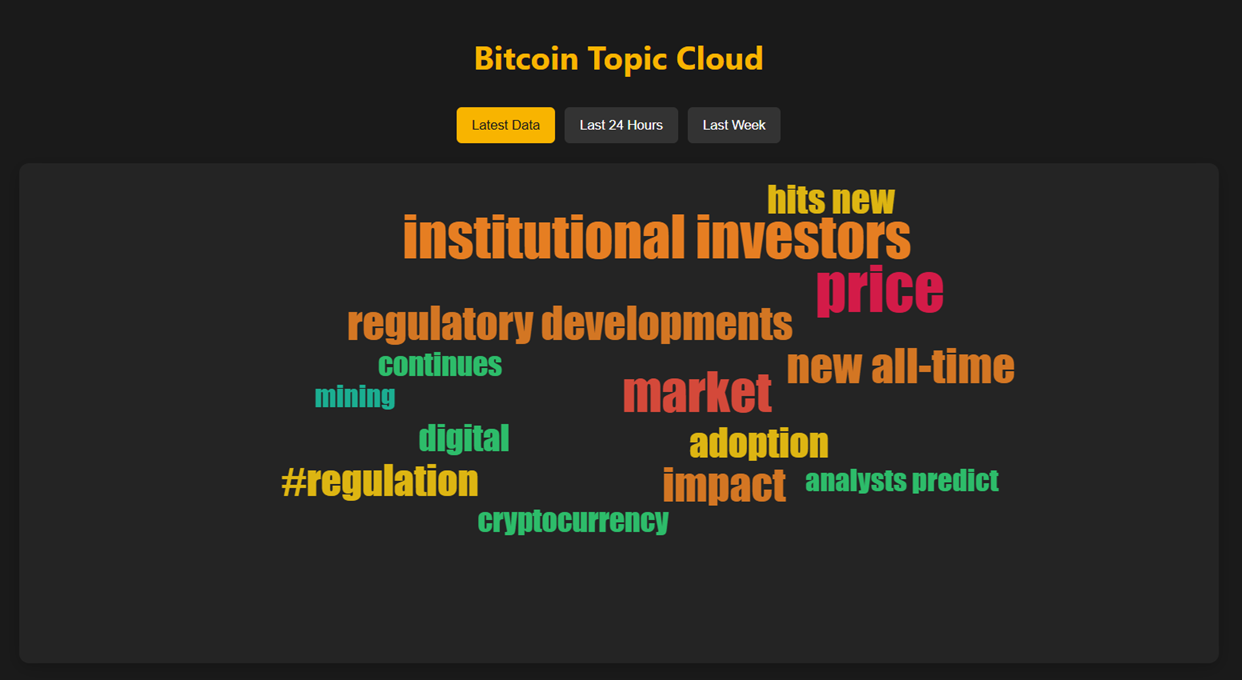 Bitcoin Topic Cloud
Latest Data
Last 24 Hours
Last Week
hits new
institutional investors
price
regulatory developments
continues
new all-time
mining
market
digital
adoption
#regulation
impact
analysts predict
cryptocurrency